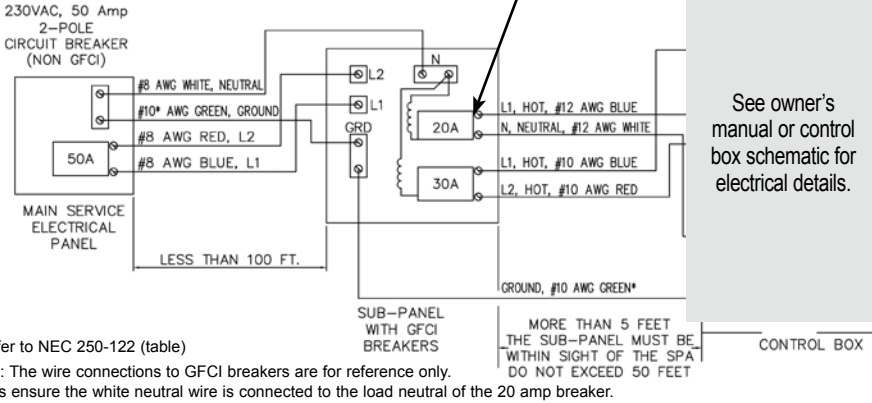 230VAC, 50 Amp
2-POLE
CIRCUIT BREAKER
(NON GFCI)
#8 AWG WHITE, NEUTRAL
#10* AWG GREEN, GROUND
#8 AWG RED, L2
#8 AWG BLUE, L1
50A
MAIN SERVICE
ELECTRICAL
PANEL
LESS THAN 100 FT.
N
L2
L1
GRD
20A
30A
L1, HOT, #12 AWG BLUE
N, NEUTRAL, #12 AWG WHITE
L1, HOT, #10 AWG BLUE
L2, HOT, #10 AWG RED
GROUND, #10 AWG GREEN*
See owner's
manual or control
box schematic for
electrical details.
SUB-PANEL
WITH GFCI
BREAKERS
MORE THAN 5 FEET
THE SUB-PANEL MUST BE
WITHIN SIGHT OF THE SPA
DO NOT EXCEED 50 FEET
CONTROL BOX
fer to NEC 250-122 (table)
: The wire connections to GFCI breakers are for reference only.
s ensure the white neutral wire is connected to the load neutral of the 20 amp breaker.